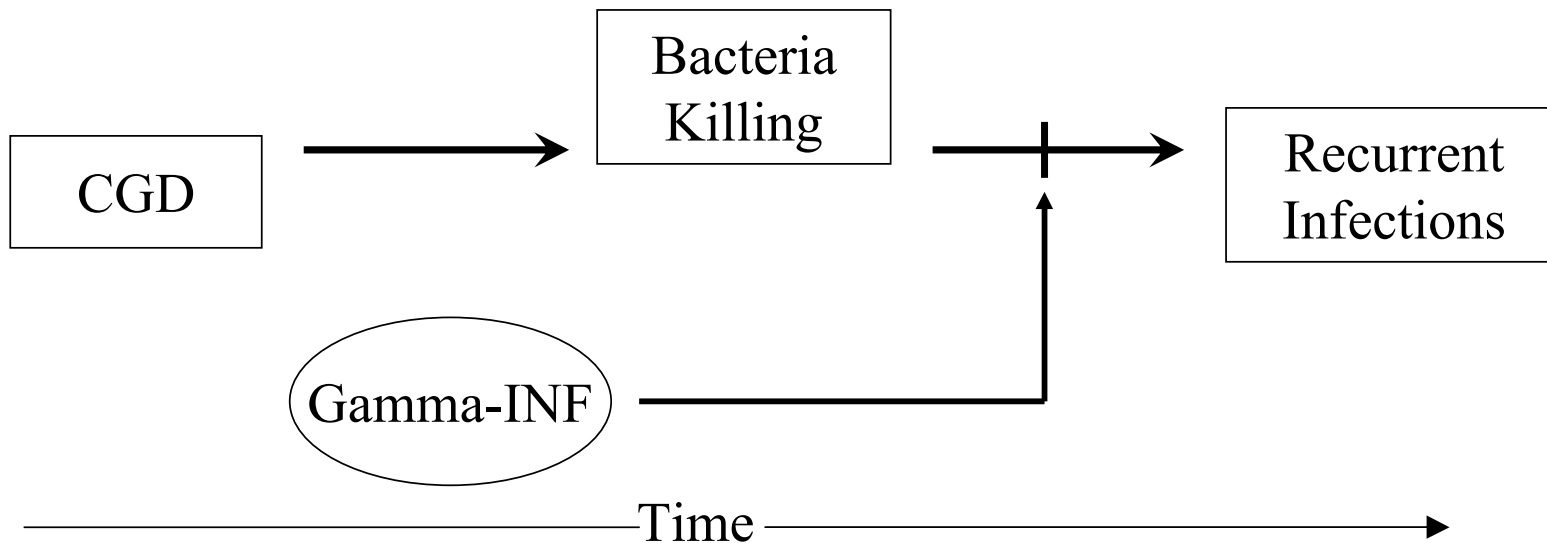 Bacteria
Killing
CGD
Recurrent
Infections
Gamma-INF
Time